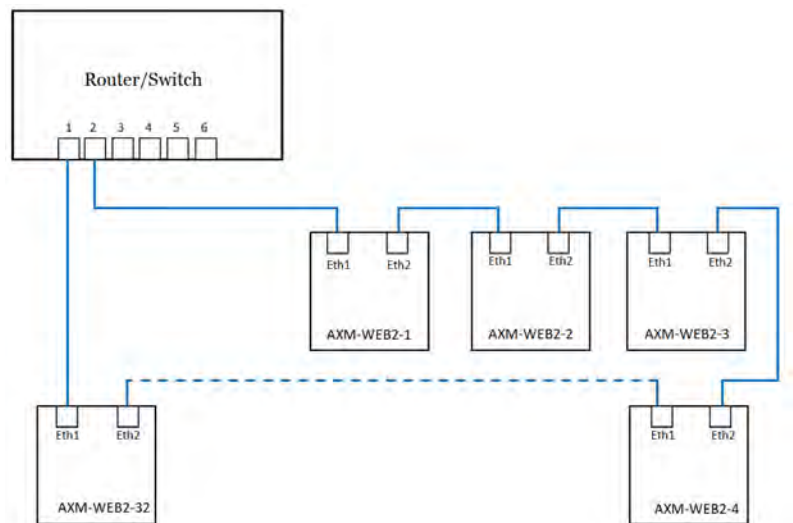 Router/Switch
1 2 3 4 5 6
Eth1 Eth2 Eth1 Eth2 Eth1 Eth2
AXM-WEB2-1 AXM-WEB2-2 AXM-WEB2-3
Eth1 Eth2 Eth1 Eth2
AXM-WEB2-32 AXM-WEB2-4